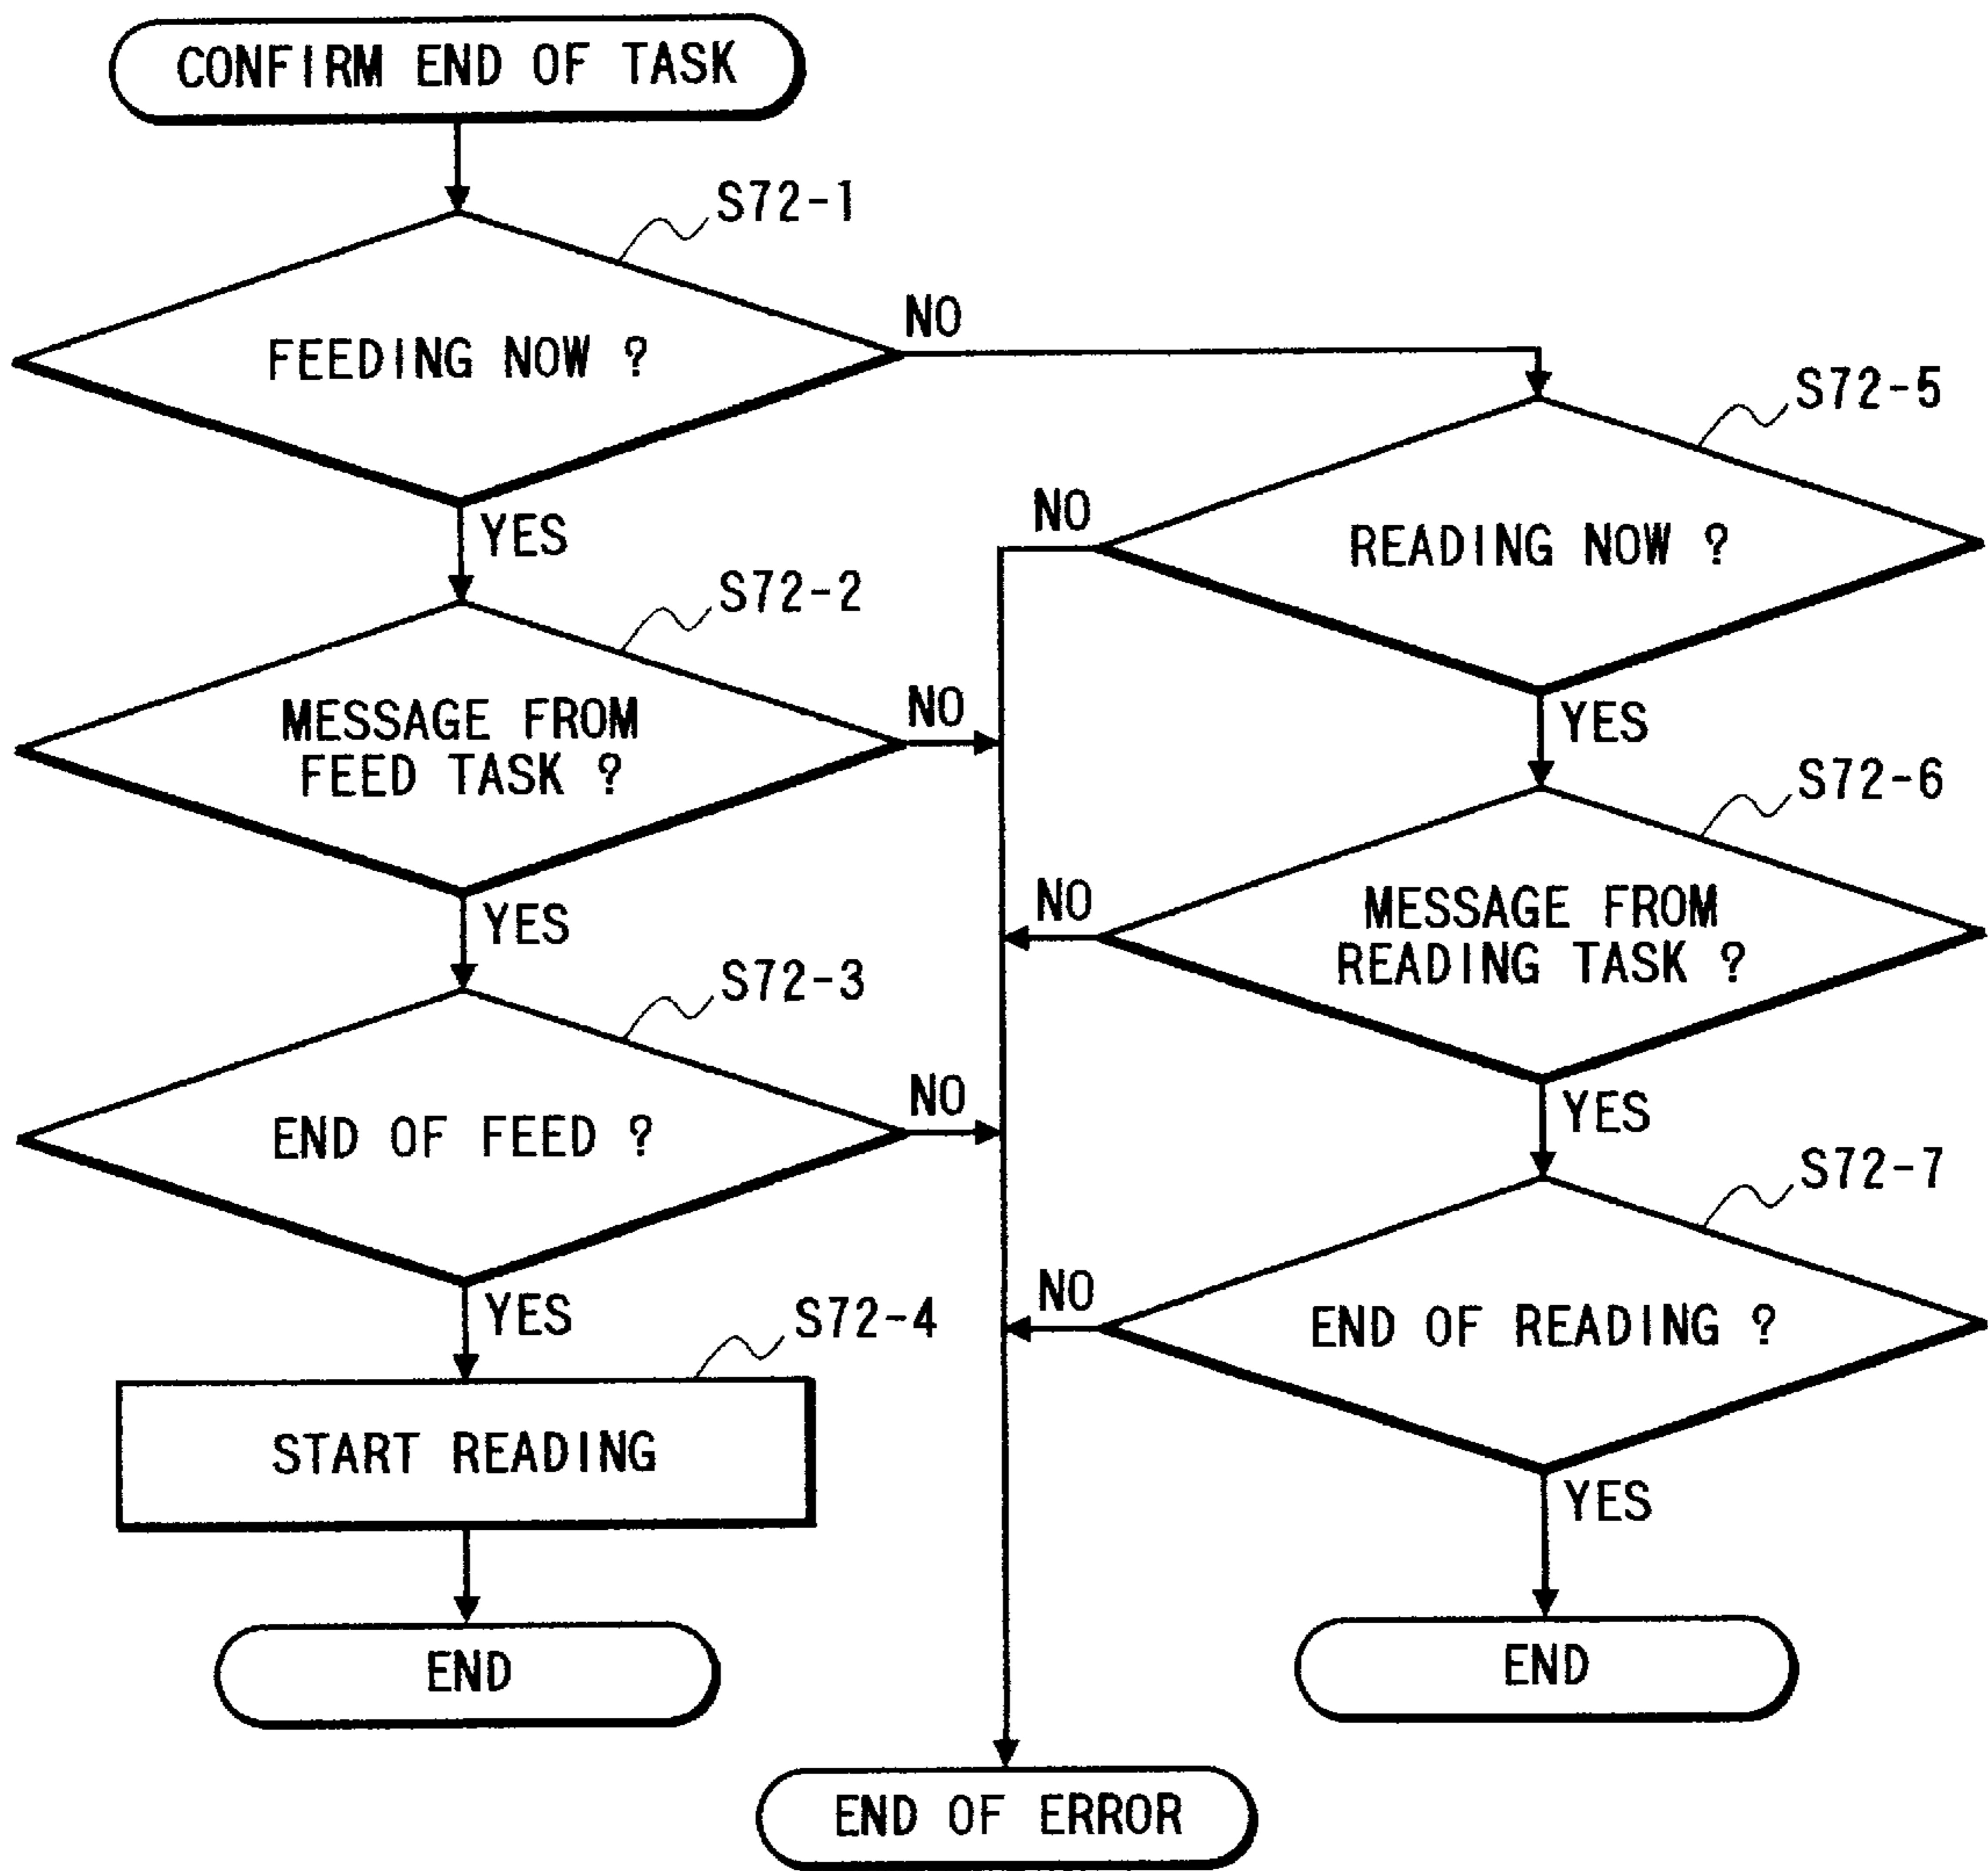 CONFIRM END OF TASK
S72-1
FEEDING NOW ?
NO
YES
S72-5
READING NOW ?
NO
YES
S72-2
MESSAGE FROM
FEED TASK ?
NO
YES
S72-6
MESSAGE FROM
READING TASK ?
NO
YES
S72-3
END OF FEED ?
NO
YES
S72-7
END OF READING ?
NO
YES
S72-4
START READING
END
END
END OF ERROR